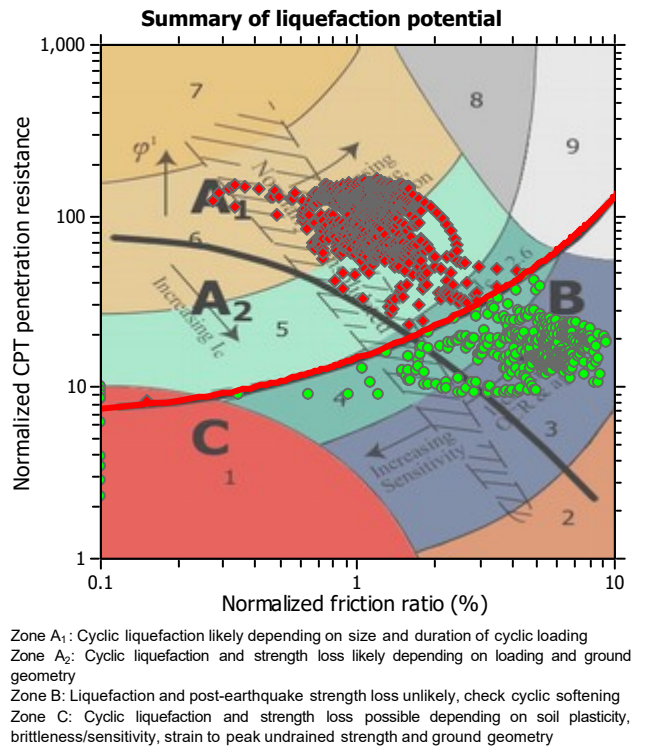 Summary of liquefaction potential
1,000
7
8
9
φ'
A1
100
6
A2
2-6
B
Increasing Ic
5
10
4
C
3
Increasing
Sensitivity
1
2
1
0.1
1
10
Normalized CPT penetration resistance
Normalized friction ratio (%)
Zone A1: Cyclic liquefaction likely depending on size and duration of cyclic loading
Zone A2: Cyclic liquefaction and strength loss likely depending on loading and ground
geometry
Zone B: Liquefaction and post-earthquake strength loss unlikely, check cyclic softening
Zone C: Cyclic liquefaction and strength loss possible depending on soil plasticity,
brittleness/sensitivity, strain to peak undrained strength and ground geometry